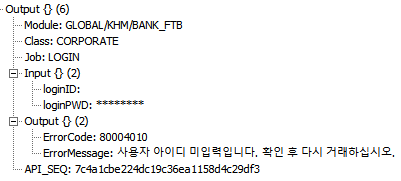 Output {} (6)
Module: GLOBAL/KHM/BANK_FTB
Class: CORPORATE
Job: LOGIN
Input {} (2)
loginID:
loginPWD: ********
Output {} (2)
ErrorCode: 80004010
ErrorMessage: 사용자 아이디 미입력입니다. 확인 후 다시 거래하십시오.
API_SEQ: 7c4a1cbe224dc19c36ea1158d4c29df3